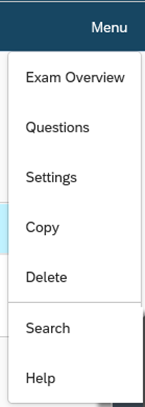 Menu
Exam Overview
Questions
Settings
Copy
Delete
Search
Help